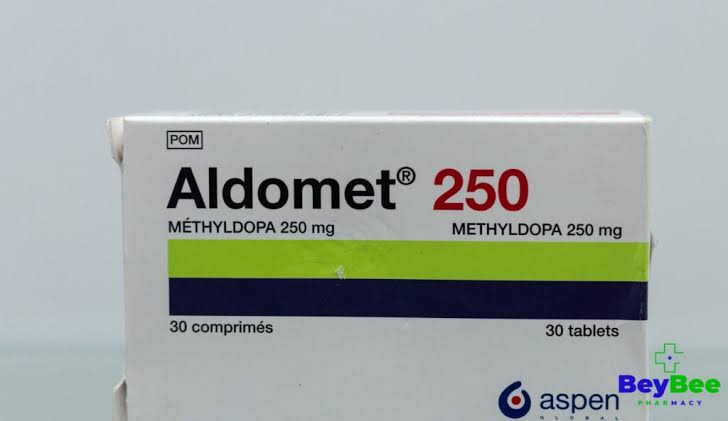 POM
Aldomet® 250
MÉTHYLDOPA 250 mg METHYLDOPA 250 mg
30 comprimés 30 tablets
aspen
GLOBAL
BeyBee
PHARMACY